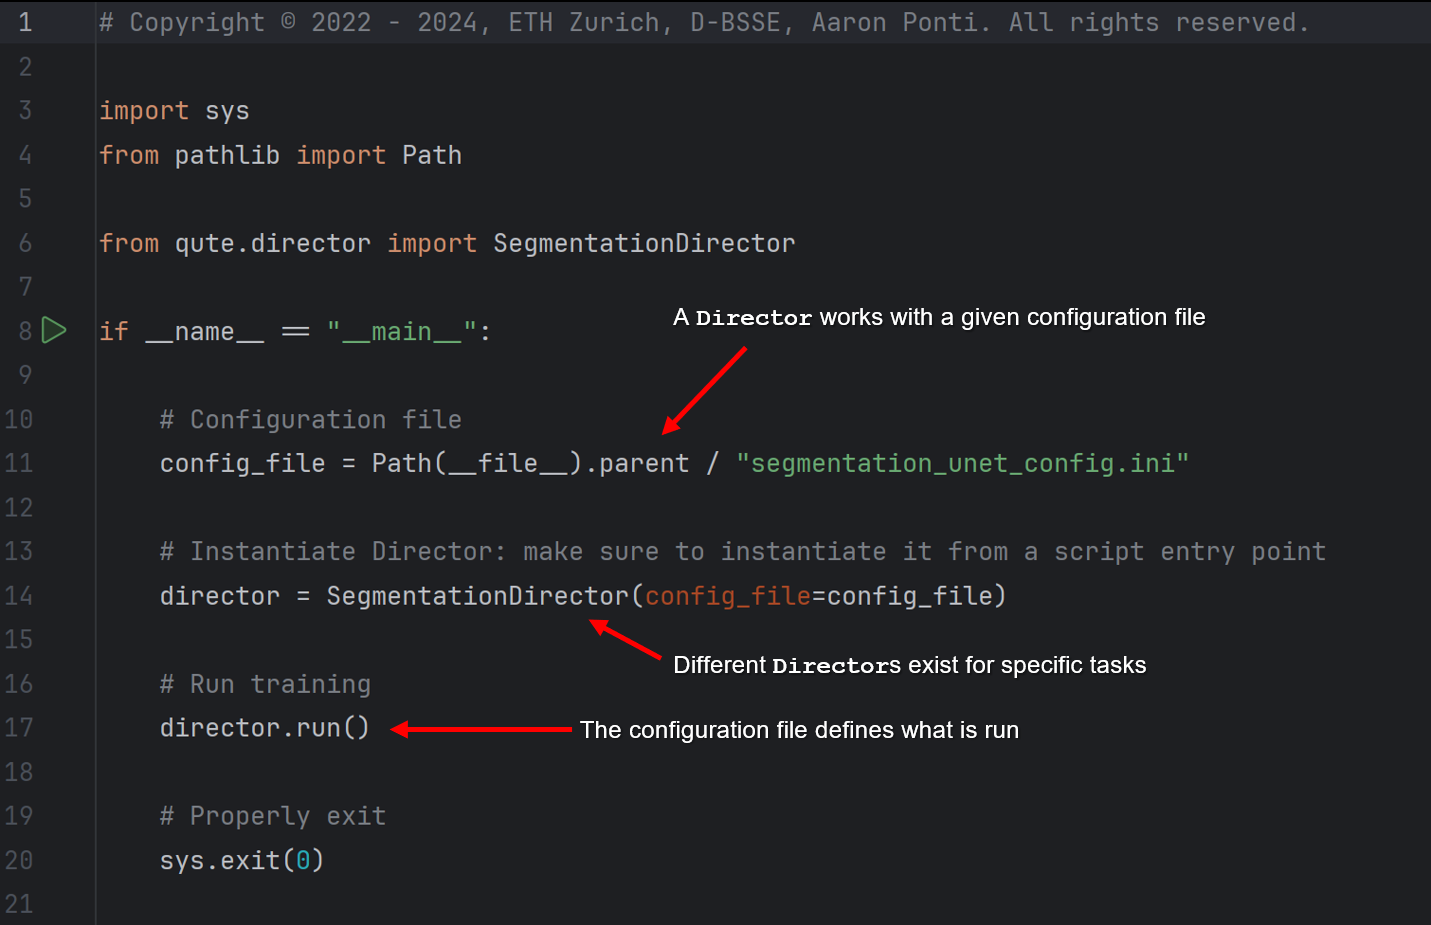 1 # Copyright © 2022 - 2024, ETH Zurich, D-BSSE, Aaron Ponti. All rights reserved.
2
3 import sys
4 from pathlib import Path
5
6 from qute.director import SegmentationDirector
7
A Director works with a given configuration file
8 if __name__ == "__main__":
9
10 # Configuration file
11 config_file = Path(__file__).parent / "segmentation_unet_config.ini"
12
13 # Instantiate Director: make sure to instantiate it from a script entry point
14 director = SegmentationDirector(config_file=config_file)
15
Different Directors exist for specific tasks
16 # Run training
17 director.run() The configuration file defines what is run
18
19 # Properly exit
20 sys.exit(0)
21